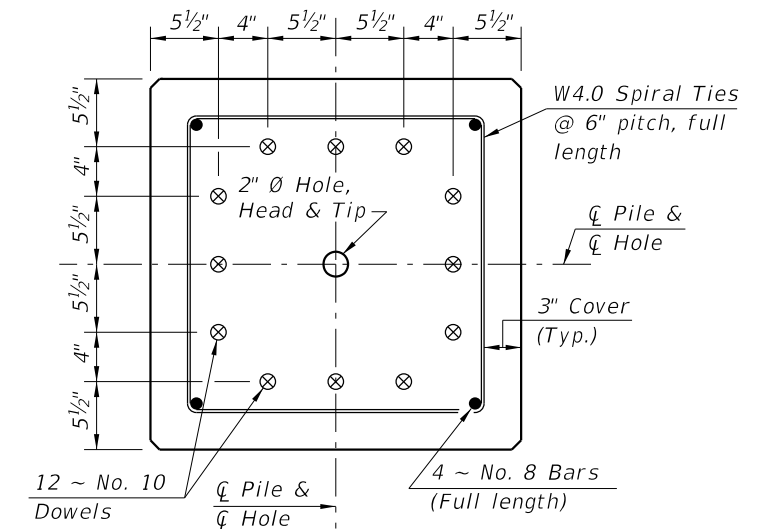 5½" 4" 5½" 5½" 4" 5½"
W4.0 Spiral Ties
@ 6" pitch, full
length
5½"
4"
5½"
5½"
4"
5½"
2" Ø Hole,
Head & Tip
℄ Pile &
℄ Hole
3" Cover
(Typ.)
12 ~ No. 10
Dowels
℄ Pile &
℄ Hole
4 ~ No. 8 Bars
(Full length)